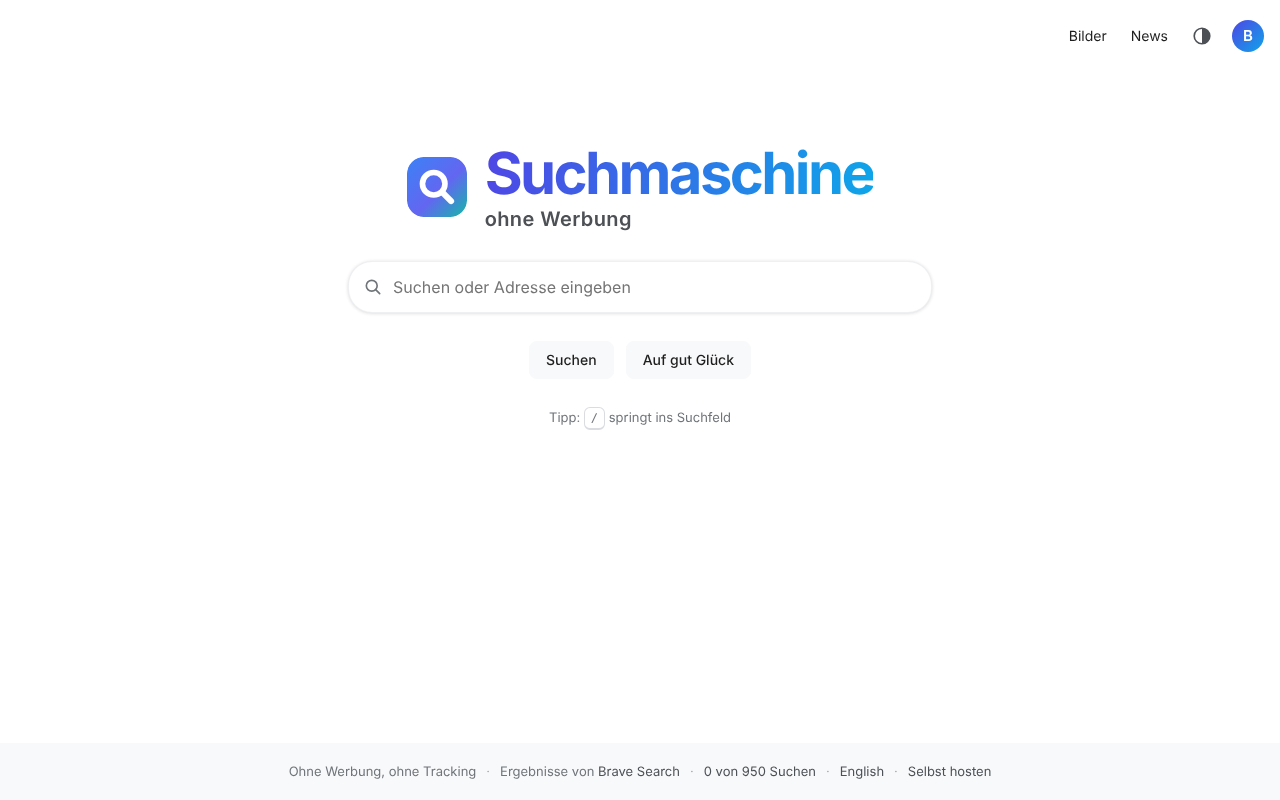 Bilder News B
Suchmaschine
ohne Werbung
Suchen oder Adresse eingeben
Suchen Auf gut Glück
Tipp: / springt ins Suchfeld
Ohne Werbung, ohne Tracking · Ergebnisse von Brave Search · 0 von 950 Suchen · English · Selbst hosten